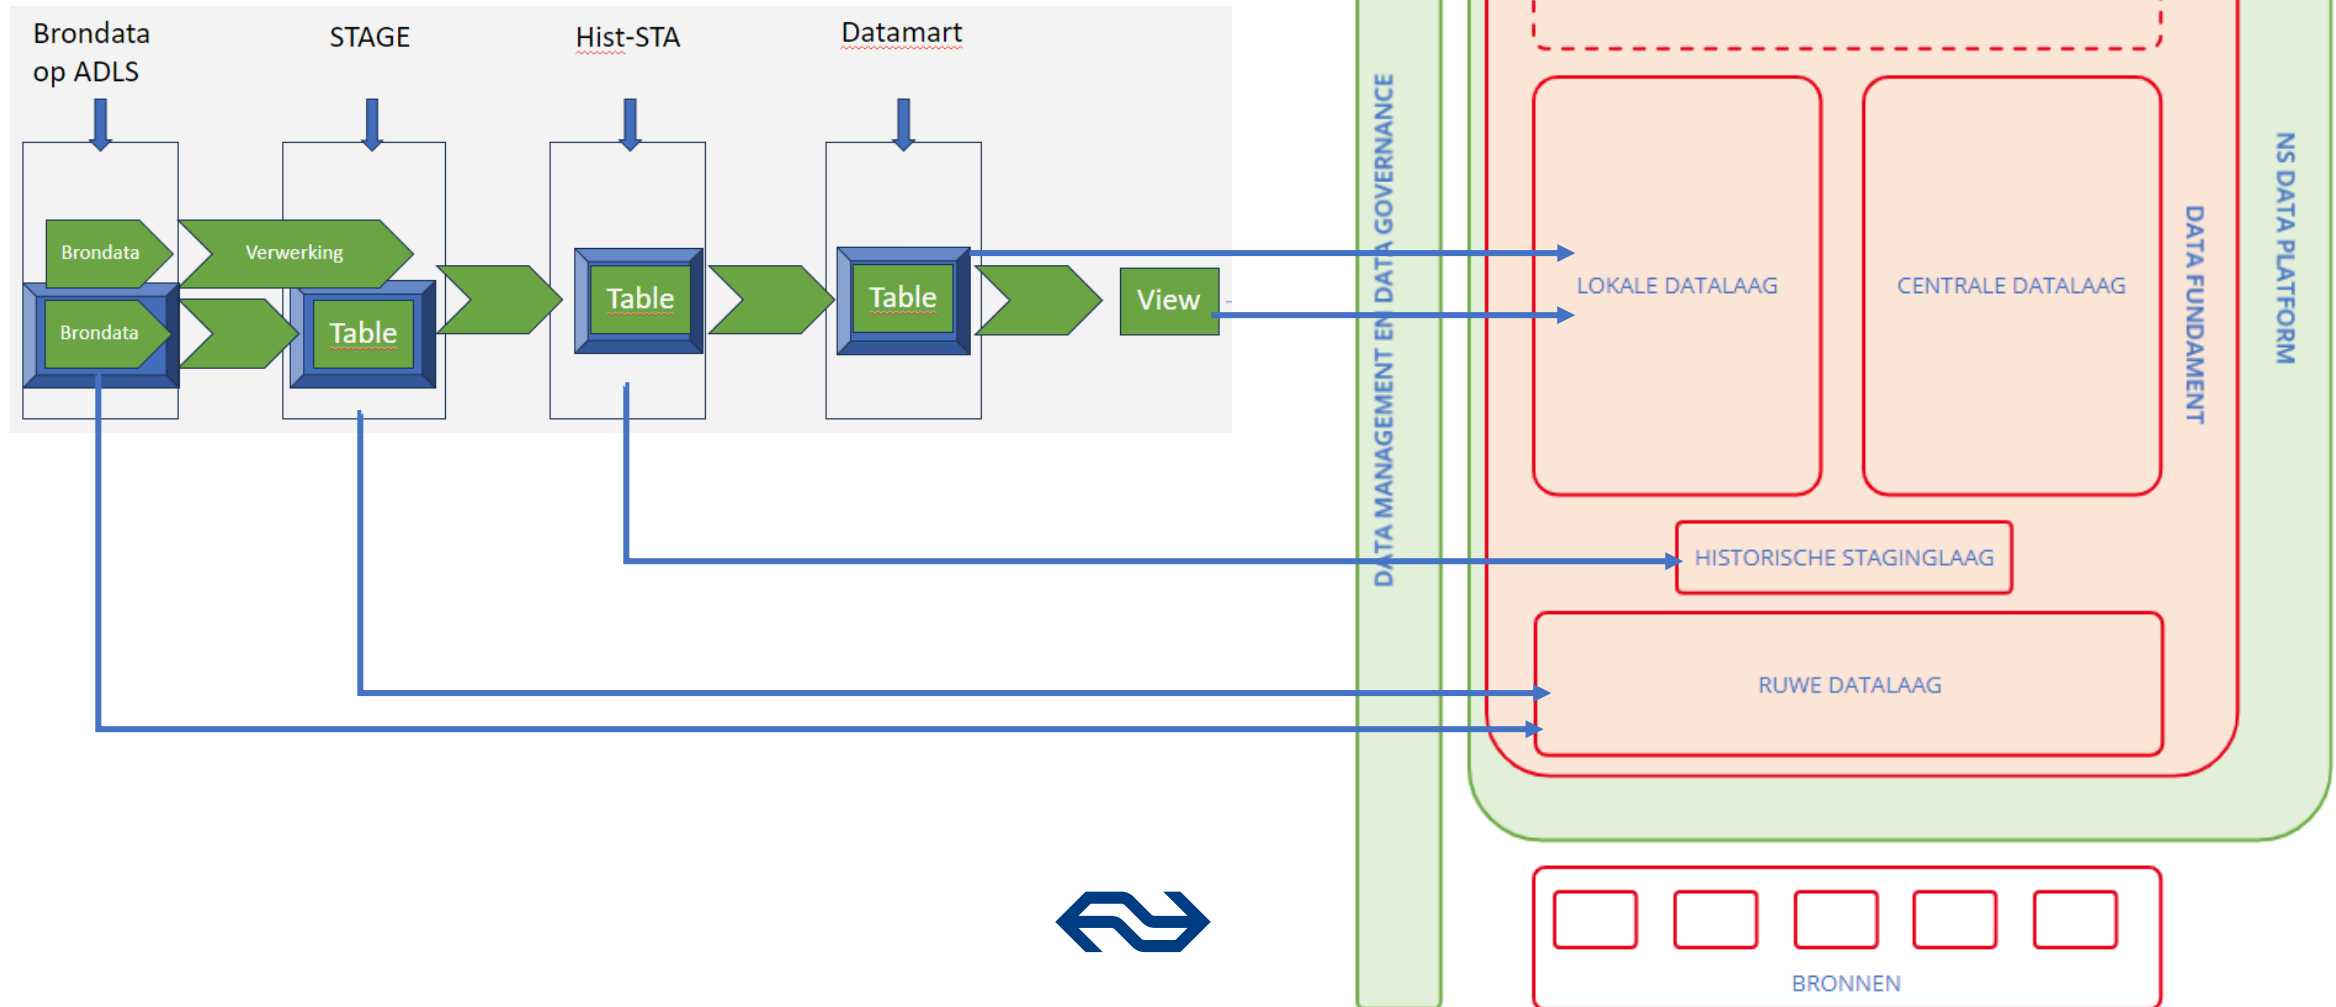 Brondata
op ADLS
STAGE
Hist-STA
Datamart
Brondata
Verwerking
Brondata
Table
Table
Table
View
DATA MANAGEMENT EN DATA GOVERNANCE
LOKALE DATALAAG
CENTRALE DATALAAG
DATA FUNDAMENT
NS DATA PLATFORM
HISTORISCHE STAGINGLAAG
RUWE DATALAAG
BRONNEN